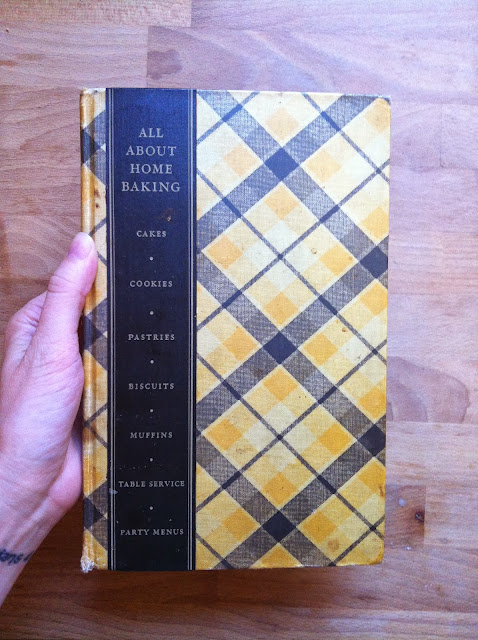 ALL
ABOUT
HOME
BAKING
CAKES
COOKIES
PASTRIES
BISCUITS
MUFFINS
TABLE SERVICE
PARTY MENUS